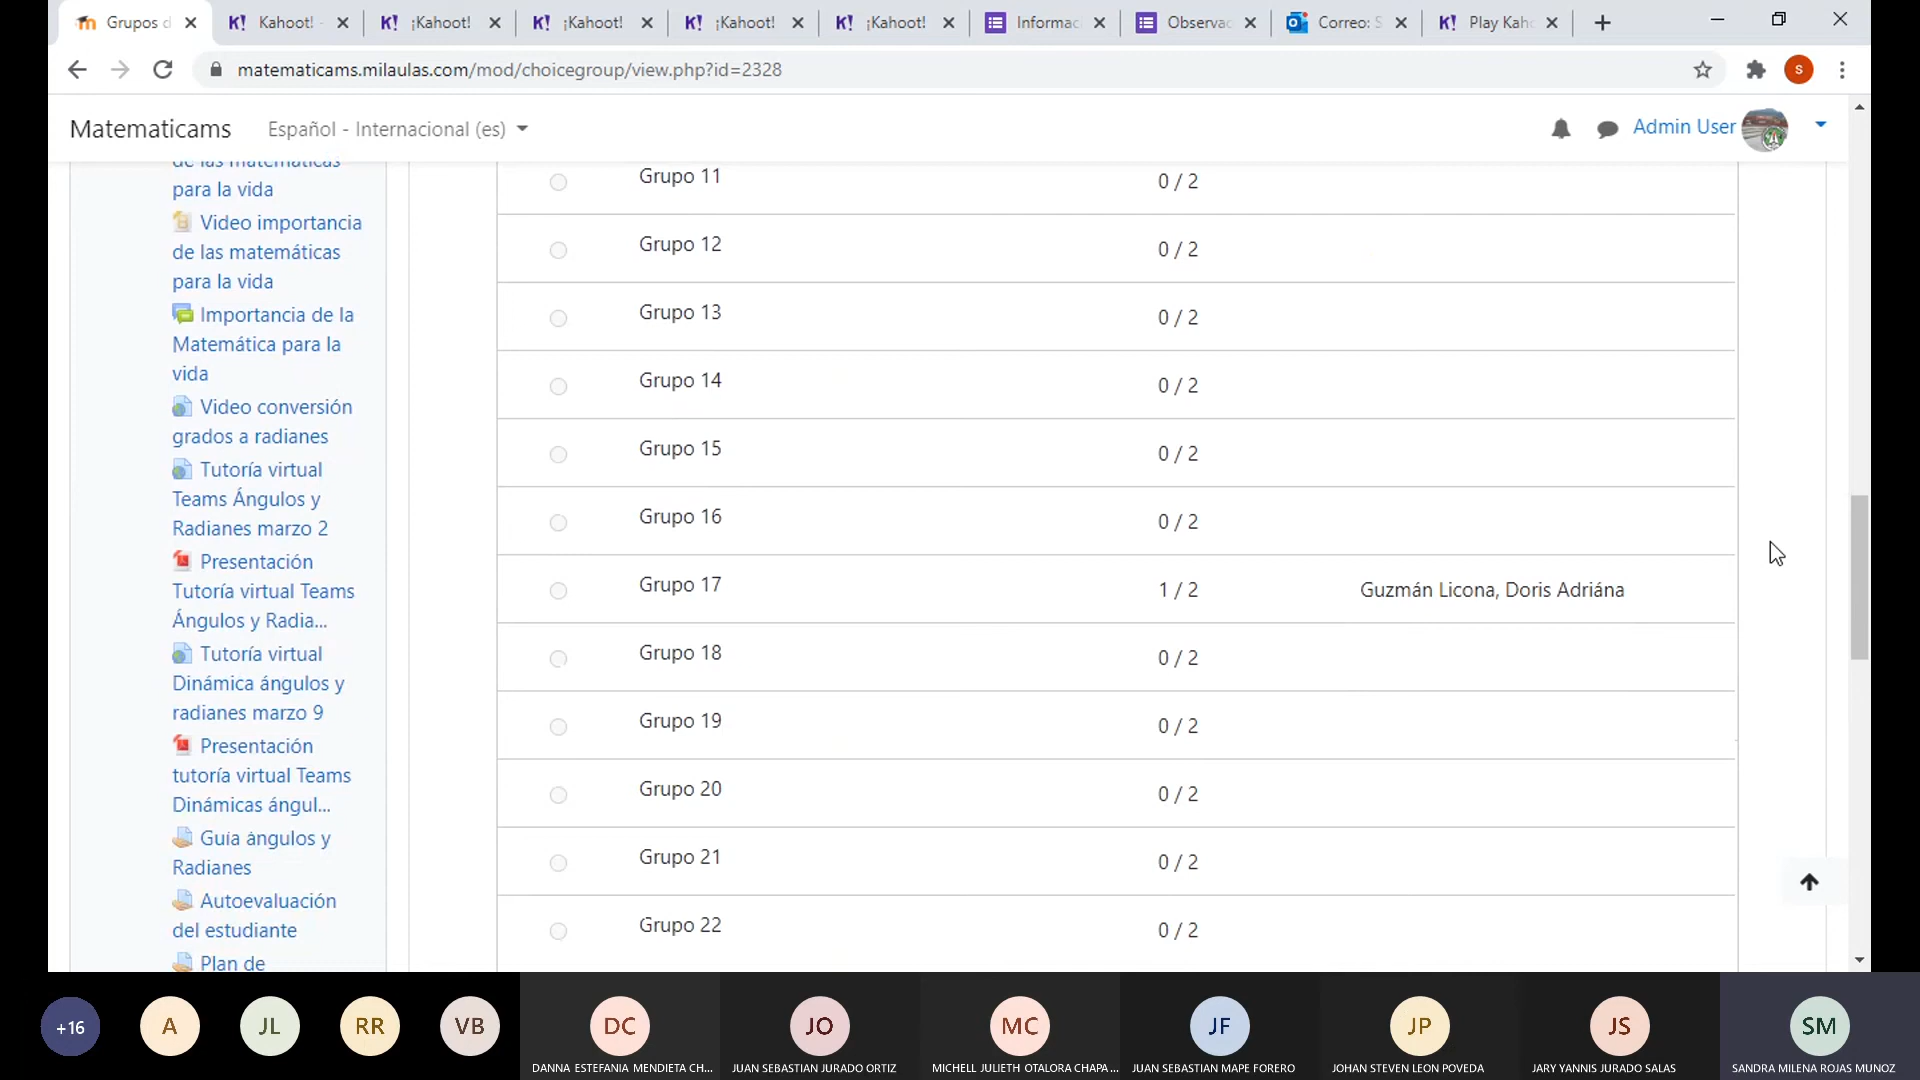 Grupos d
Kahoot! -
¡Kahoot!
¡Kahoot!
¡Kahoot!
¡Kahoot!
Informac
Observac
Correo: S
Play Kaho
matematicams.milaulas.com/mod/choicegroup/view.php?id=2328
S
Matematicams
Español - Internacional (es)
Admin User
de las matemáticas
para la vida
Video importancia
de las matemáticas
para la vida
Importancia de la
Matemática para la
vida
Video conversión
grados a radianes
Tutoría virtual
Teams Ángulos y
Radianes marzo 2
Presentación
Tutoría virtual Teams
Ángulos y Radia...
Tutoría virtual
Dinámica ángulos y
radianes marzo 9
Presentación
tutoría virtual Teams
Dinámicas ángul...
Guía ángulos y
Radianes
Autoevaluación
del estudiante
Plan de
Grupo 11 0 / 2
Grupo 12 0 / 2
Grupo 13 0 / 2
Grupo 14 0 / 2
Grupo 15 0 / 2
Grupo 16 0 / 2
Grupo 17 1 / 2 Guzmán Licona, Doris Adriána
Grupo 18 0 / 2
Grupo 19 0 / 2
Grupo 20 0 / 2
Grupo 21 0 / 2
Grupo 22 0 / 2
+16
A
JL
RR
VB
DC
JO
MC
JF
JP
JS
SM
DANNA ESTEFANIA MENDIETA CH...
JUAN SEBASTIAN JURADO ORTIZ
MICHELL JULIETH OTALORA CHAPA...
JUAN SEBASTIAN MAPE FORERO
JOHAN STEVEN LEON POVEDA
JARY YANNIS JURADO SALAS
SANDRA MILENA ROJAS MUNOZ